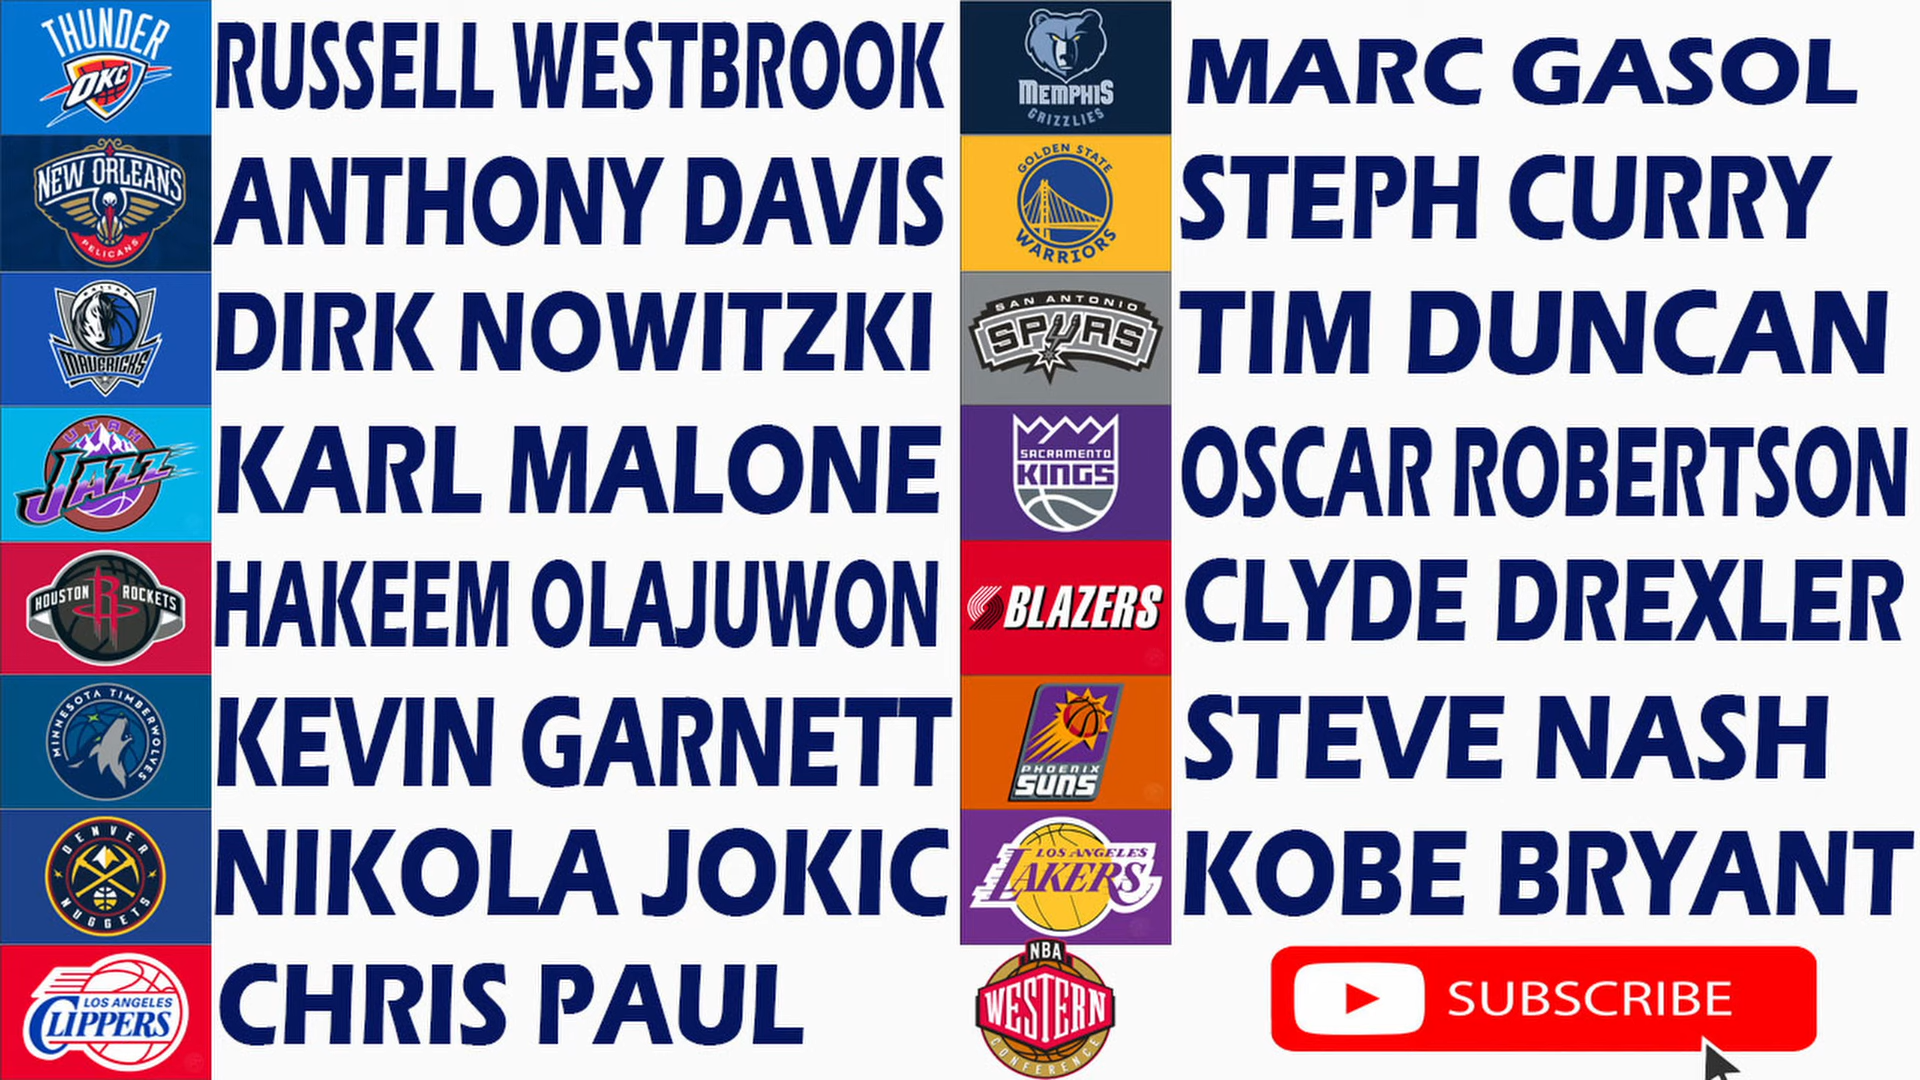 THUNDER
OKC
RUSSELL WESTBROOK
NEW ORLEANS
PELICANS
ANTHONY DAVIS
DALLAS
MAVERICKS
DIRK NOWITZKI
UTAH
JAZZ
KARL MALONE
HOUSTON R ROCKETS
HAKEEM OLAJUWON
MINNESOTA TIMBERWOLVES
KEVIN GARNETT
DENVER
NUGGETS
NIKOLA JOKIC
LOS ANGELES
CLIPPERS
CHRIS PAUL
MEMPHIS
GRIZZLIES
MARC GASOL
GOLDEN STATE
WARRIORS
STEPH CURRY
SAN ANTONIO
SPURS
TIM DUNCAN
SACRAMENTO
KINGS
OSCAR ROBERTSON
BLAZERS
CLYDE DREXLER
PHOENIX
SUNS
STEVE NASH
LOS ANGELES
LAKERS
KOBE BRYANT
NBA
WESTERN
CONFERENCE
SUBSCRIBE